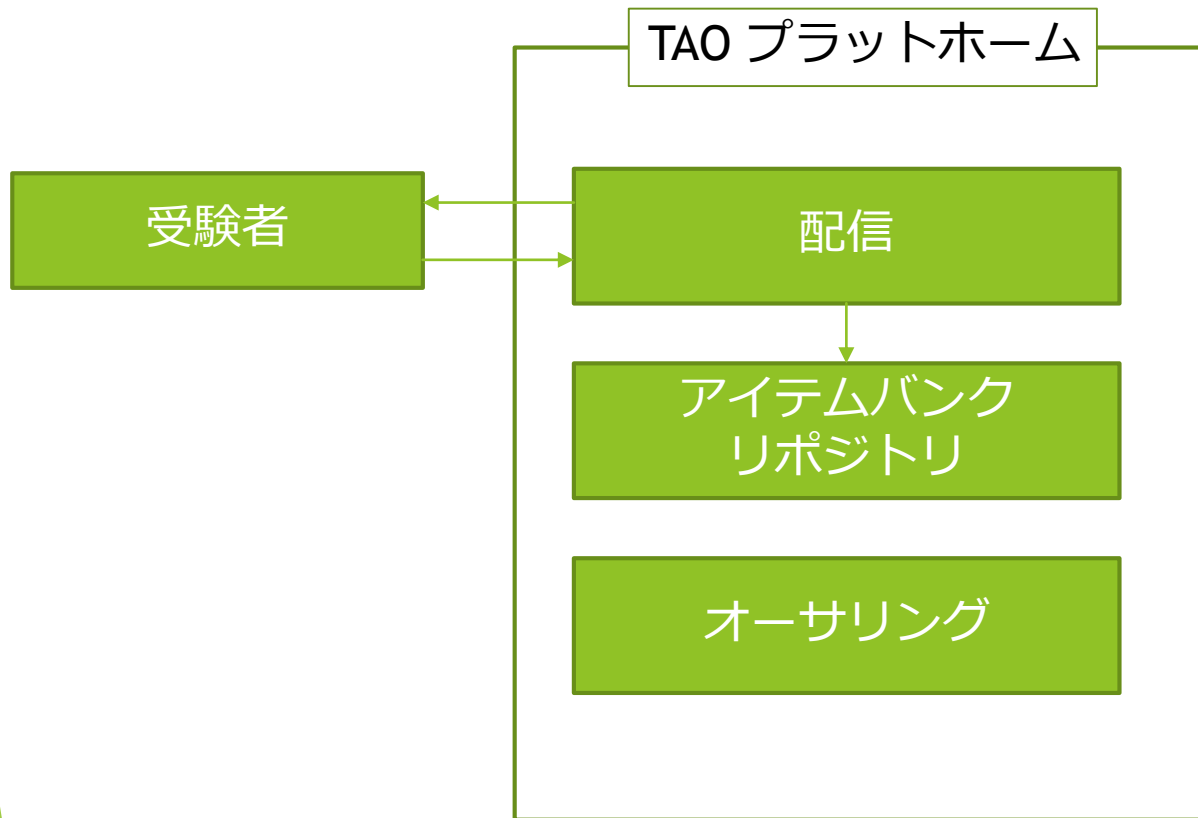 TAO プラットホーム
受験者
配信
アイテムバンク
リポジトリ
オーサリング